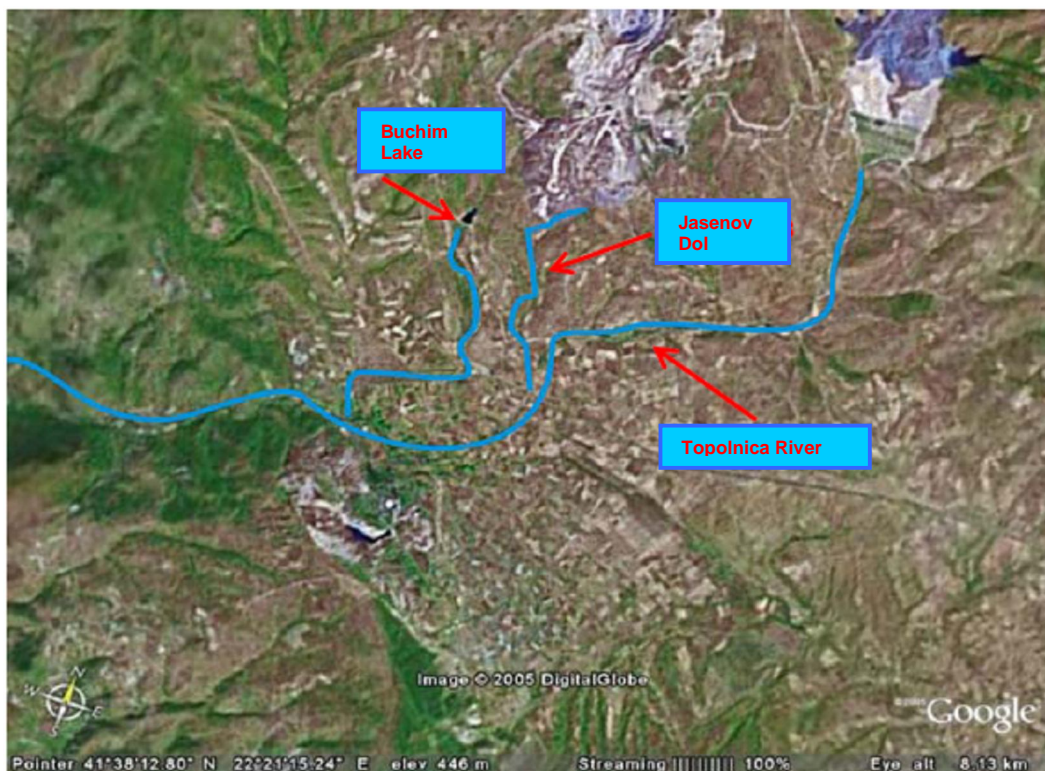 Buchim
Lake
Jasenov
Dol
Topolnica River
Image © 2005 DigitalGlobe
N
W
E
S
©2005 Google
Pointer 41°38'12.80" N 22°21'15.24" E elev 446 m Streaming |||||||||| 100% Eye alt 8.13 km